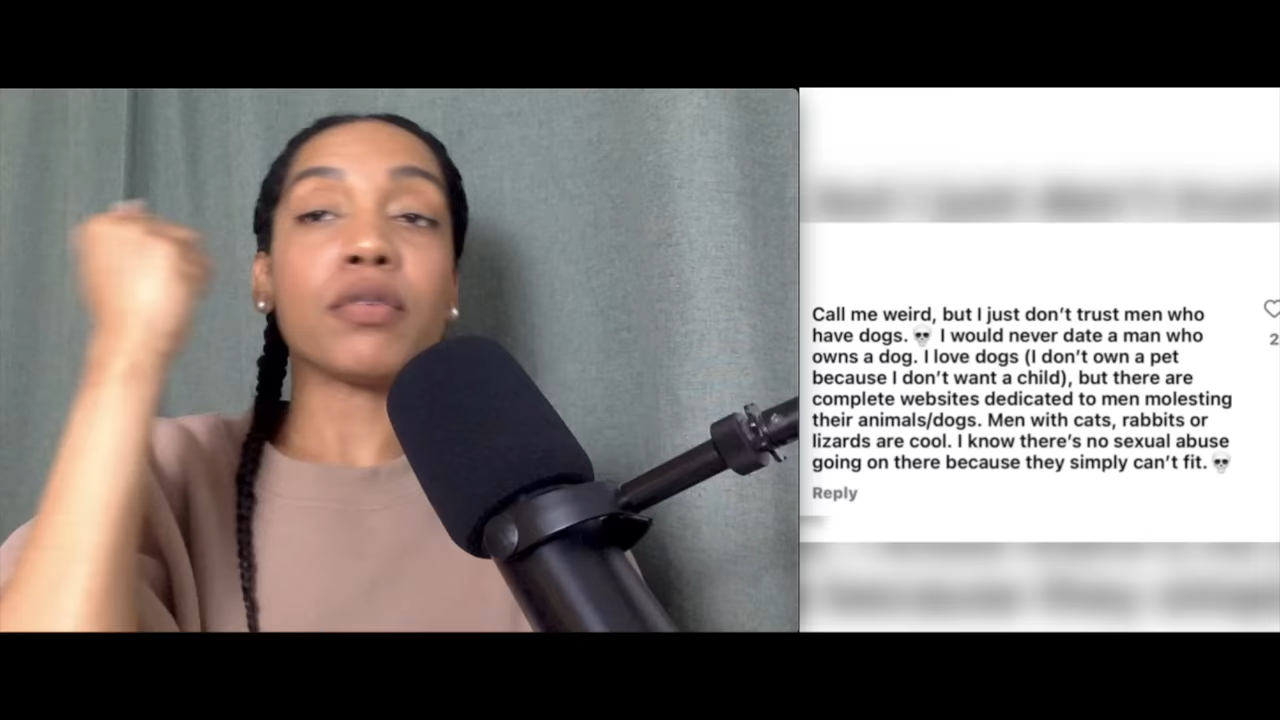 Call me weird, but I just don't trust men who
have dogs. 💀 I would never date a man who
owns a dog. I love dogs (I don't own a pet
because I don't want a child), but there are
complete websites dedicated to men molesting
their animals/dogs. Men with cats, rabbits or
lizards are cool. I know there's no sexual abuse
going on there because they simply can't fit. 💀
2
Reply